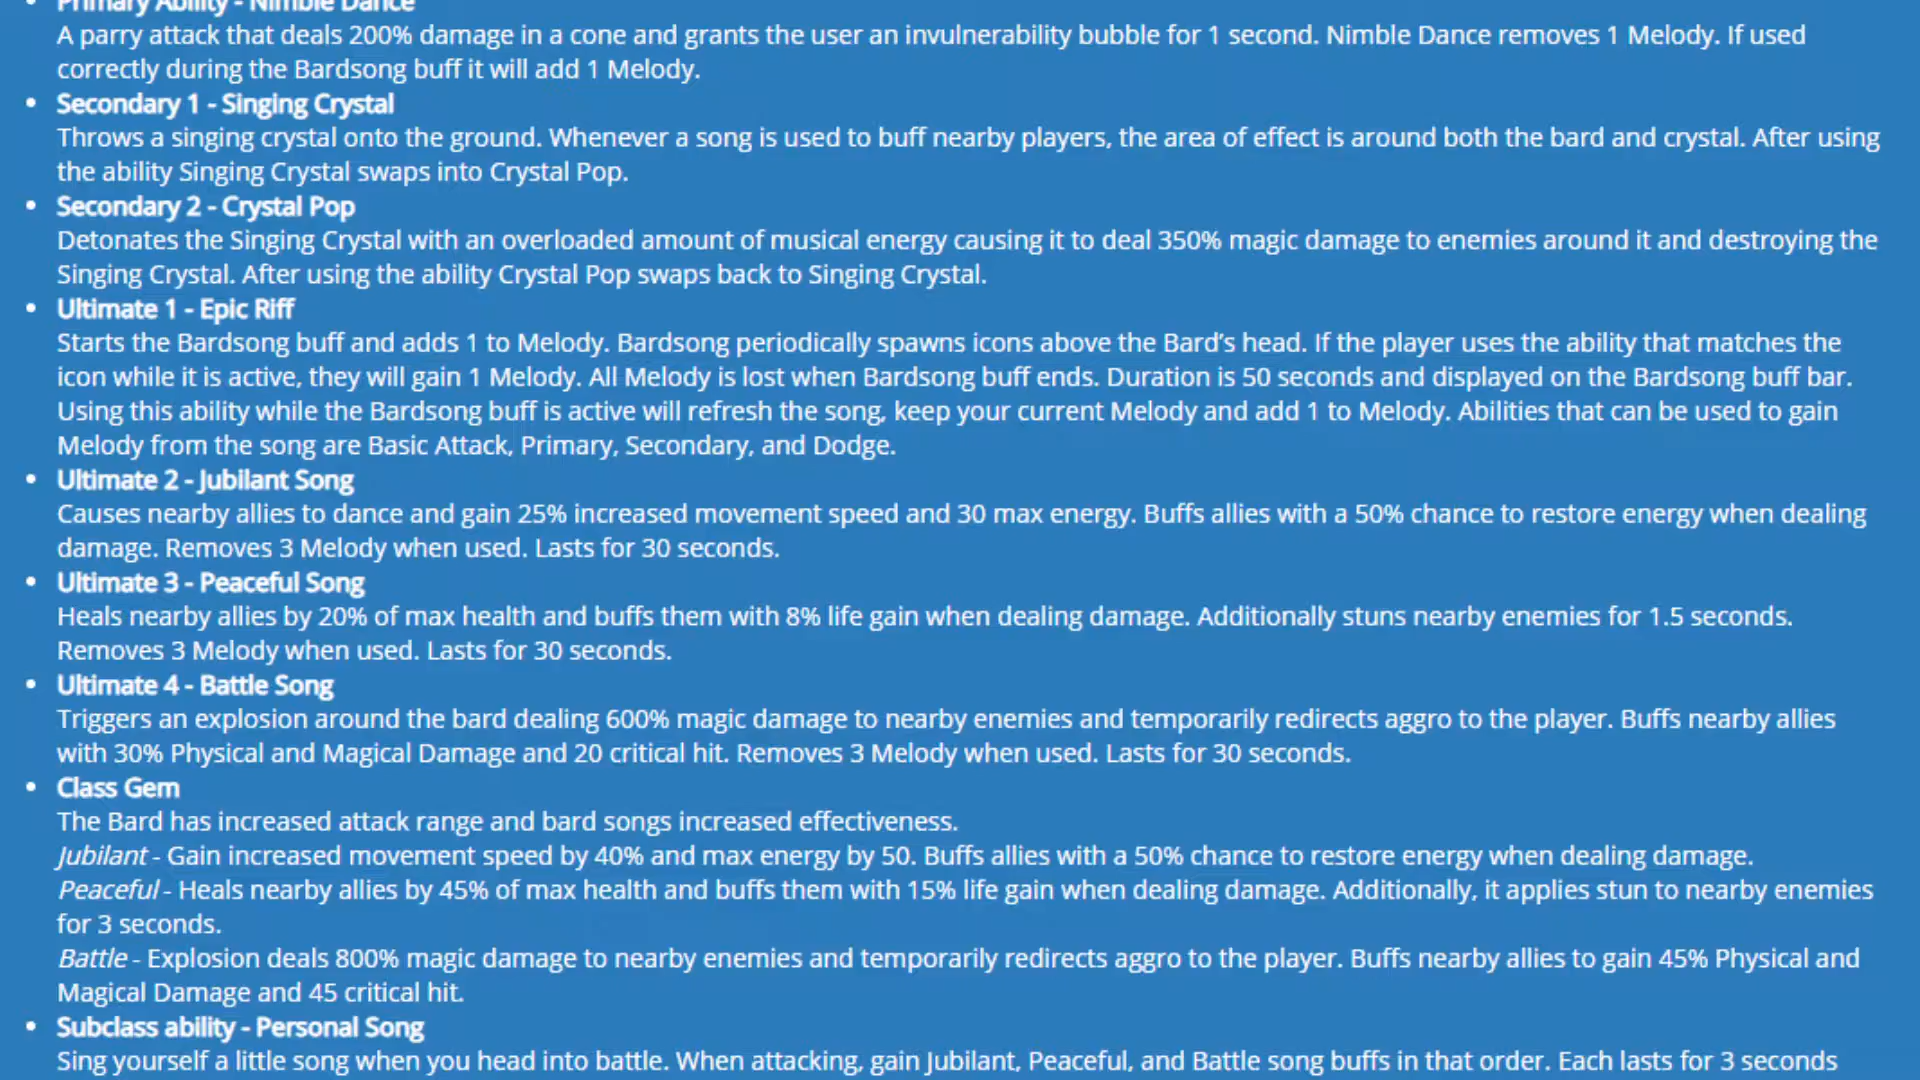 Primary Ability - Nimble Dance
A parry attack that deals 200% damage in a cone and grants the user an invulnerability bubble for 1 second. Nimble Dance removes 1 Melody. If used
correctly during the Bardsong buff it will add 1 Melody.
Secondary 1 - Singing Crystal
Throws a singing crystal onto the ground. Whenever a song is used to buff nearby players, the area of effect is around both the bard and crystal. After using
the ability Singing Crystal swaps into Crystal Pop.
Secondary 2 - Crystal Pop
Detonates the Singing Crystal with an overloaded amount of musical energy causing it to deal 350% magic damage to enemies around it and destroying the
Singing Crystal. After using the ability Crystal Pop swaps back to Singing Crystal.
Ultimate 1 - Epic Riff
Starts the Bardsong buff and adds 1 to Melody. Bardsong periodically spawns icons above the Bard's head. If the player uses the ability that matches the
icon while it is active, they will gain 1 Melody. All Melody is lost when Bardsong buff ends. Duration is 50 seconds and displayed on the Bardsong buff bar.
Using this ability while the Bardsong buff is active will refresh the song, keep your current Melody and add 1 to Melody. Abilities that can be used to gain
Melody from the song are Basic Attack, Primary, Secondary, and Dodge.
Ultimate 2 - Jubilant Song
Causes nearby allies to dance and gain 25% increased movement speed and 30 max energy. Buffs allies with a 50% chance to restore energy when dealing
damage. Removes 3 Melody when used. Lasts for 30 seconds.
Ultimate 3 - Peaceful Song
Heals nearby allies by 20% of max health and buffs them with 8% life gain when dealing damage. Additionally stuns nearby enemies for 1.5 seconds.
Removes 3 Melody when used. Lasts for 30 seconds.
Ultimate 4 - Battle Song
Triggers an explosion around the bard dealing 600% magic damage to nearby enemies and temporarily redirects aggro to the player. Buffs nearby allies
with 30% Physical and Magical Damage and 20 critical hit. Removes 3 Melody when used. Lasts for 30 seconds.
Class Gem
The Bard has increased attack range and bard songs increased effectiveness.
Jubilant - Gain increased movement speed by 40% and max energy by 50. Buffs allies with a 50% chance to restore energy when dealing damage.
Peaceful - Heals nearby allies by 45% of max health and buffs them with 15% life gain when dealing damage. Additionally, it applies stun to nearby enemies
for 3 seconds.
Battle - Explosion deals 800% magic damage to nearby enemies and temporarily redirects aggro to the player. Buffs nearby allies to gain 45% Physical and
Magical Damage and 45 critical hit.
Subclass ability - Personal Song
Sing yourself a little song when you head into battle. When attacking, gain Jubilant, Peaceful, and Battle song buffs in that order. Each lasts for 3 seconds